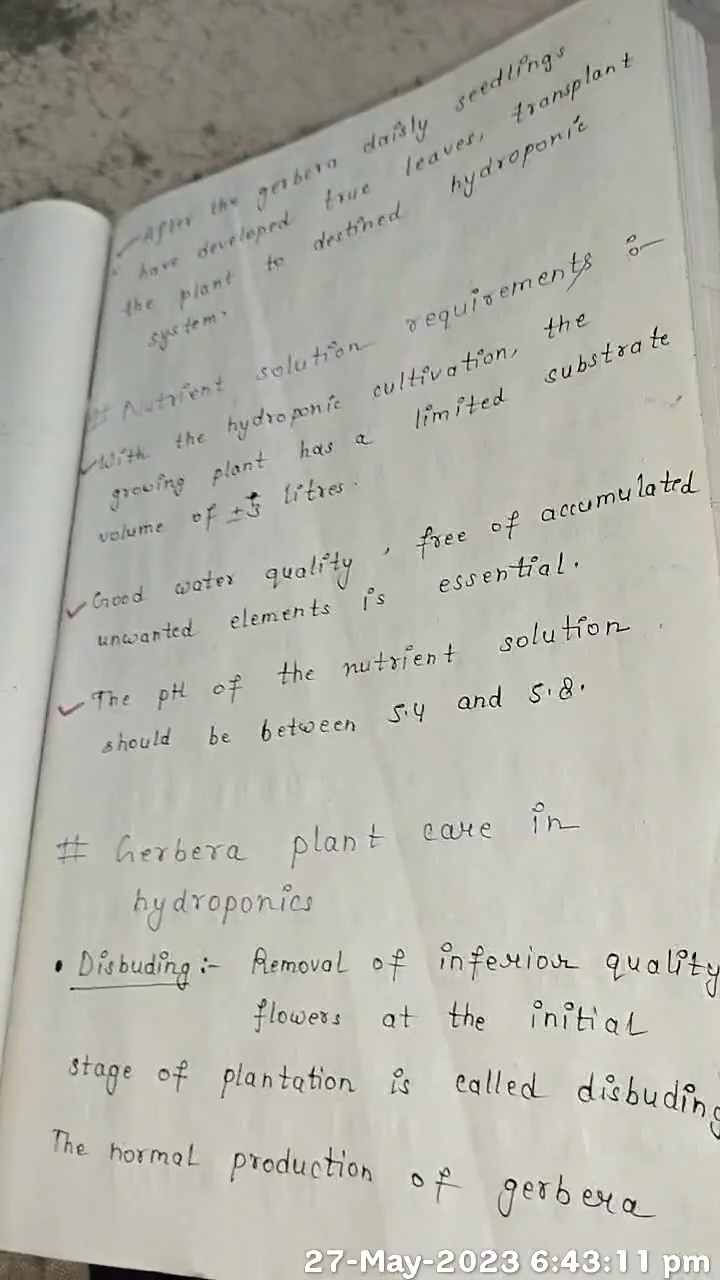 ✓ After the gerbera daisly seedlings
have developed true leaves, transplant
the plant to destined hydroponic
system.
# Nutrient solution requirements :-
✓ With the hydroponic cultivation, the
growing plant has a limited substrate
volume of ± litres.
✓ Good water quality, free of accumulated
unwanted elements is essential.
✓ The pH of the nutrient solution
should be between 5.4 and 5.8.
# Gerbera plant care in
hydroponics
• Disbuding :- Removal of inferior quality
flowers at the initial
stage of plantation is called disbuding
The normal production of gerbera
27-May-2023 6:43:11 pm